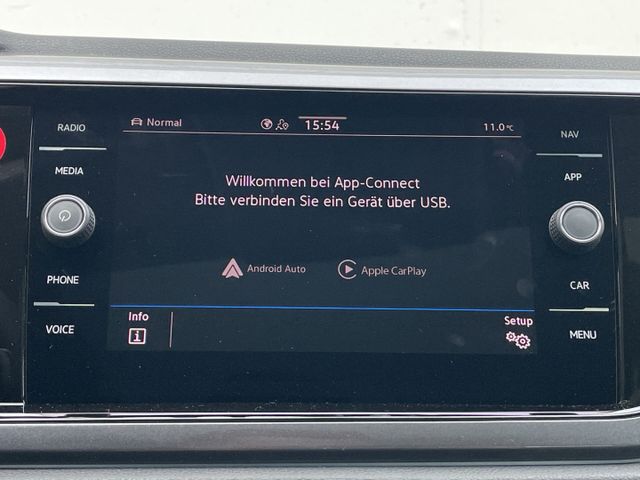 RADIO
MEDIA
PHONE
VOICE
Normal
15:54
11.0°C
Willkommen bei App-Connect
Bitte verbinden Sie ein Gerät über USB.
Android Auto
Apple CarPlay
Info
Setup
NAV
APP
CAR
MENU